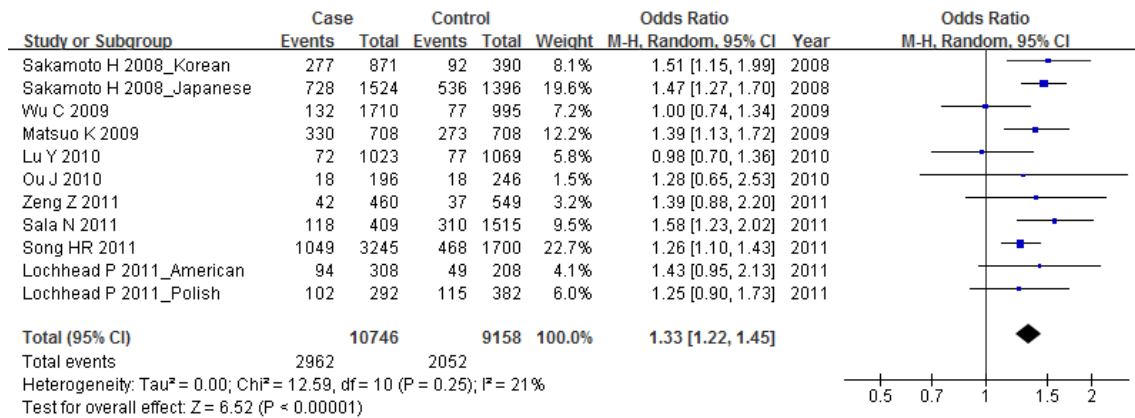 Case Control Odds Ratio Odds Ratio
Study or Subgroup Events Total Events Total Weight M-H, Random, 95% CI Year M-H, Random, 95% CI
Sakamoto H 2008_Korean 277 871 92 390 8.1% 1.51 [1.15, 1.99] 2008
Sakamoto H 2008_Japanese 728 1524 536 1396 19.6% 1.47 [1.27, 1.70] 2008
Wu C 2009 132 1710 77 995 7.2% 1.00 [0.74, 1.34] 2009
Matsuo K 2009 330 708 273 708 12.2% 1.39 [1.13, 1.72] 2009
Lu Y 2010 72 1023 77 1069 5.8% 0.98 [0.70, 1.36] 2010
Ou J 2010 18 196 18 246 1.5% 1.28 [0.65, 2.53] 2010
Zeng Z 2011 42 460 37 549 3.2% 1.39 [0.88, 2.20] 2011
Sala N 2011 118 409 310 1515 9.5% 1.58 [1.23, 2.02] 2011
Song HR 2011 1049 3245 468 1700 22.7% 1.26 [1.10, 1.43] 2011
Lochhead P 2011_American 94 308 49 208 4.1% 1.43 [0.95, 2.13] 2011
Lochhead P 2011_Polish 102 292 115 382 6.0% 1.25 [0.90, 1.73] 2011
Total (95% CI) 10746 9158 100.0% 1.33 [1.22, 1.45]
Total events 2962 2052
Heterogeneity: Tau² = 0.00; Chi² = 12.59, df = 10 (P = 0.25); I² = 21%
Test for overall effect: Z = 6.52 (P < 0.00001)
0.5 0.7 1 1.5 2